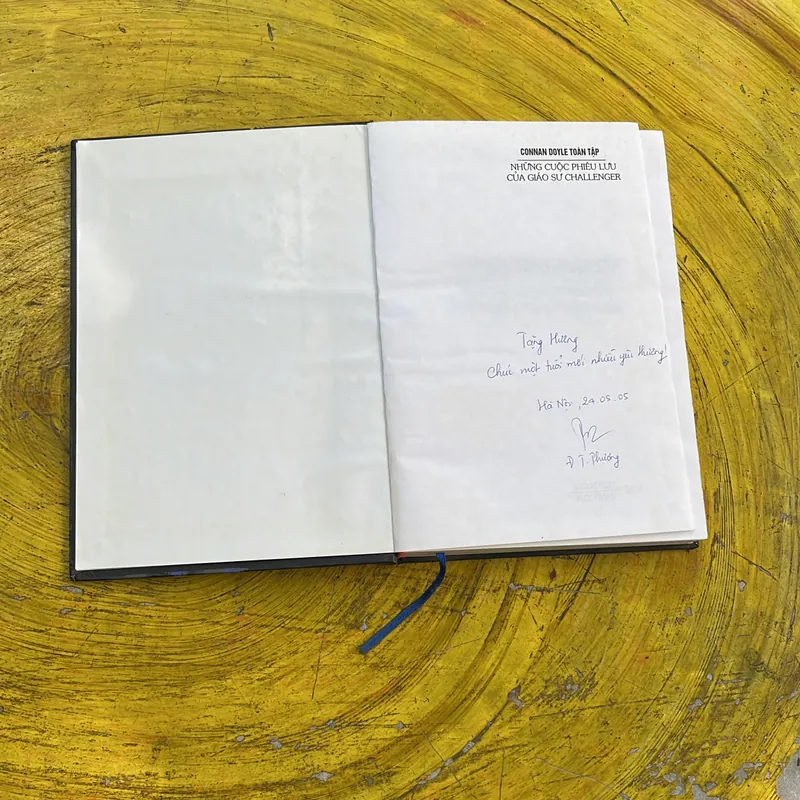 CONNAN DOYLE TOÀN TẬP
NHỮNG CUỘC PHIÊU LƯU
CỦA GIÁO SƯ CHALLENGER
Tặng Hương
Chúc một tuổi mới nhiều yêu thương!
Hà Nội, 24.05.05
Đ T. Phương